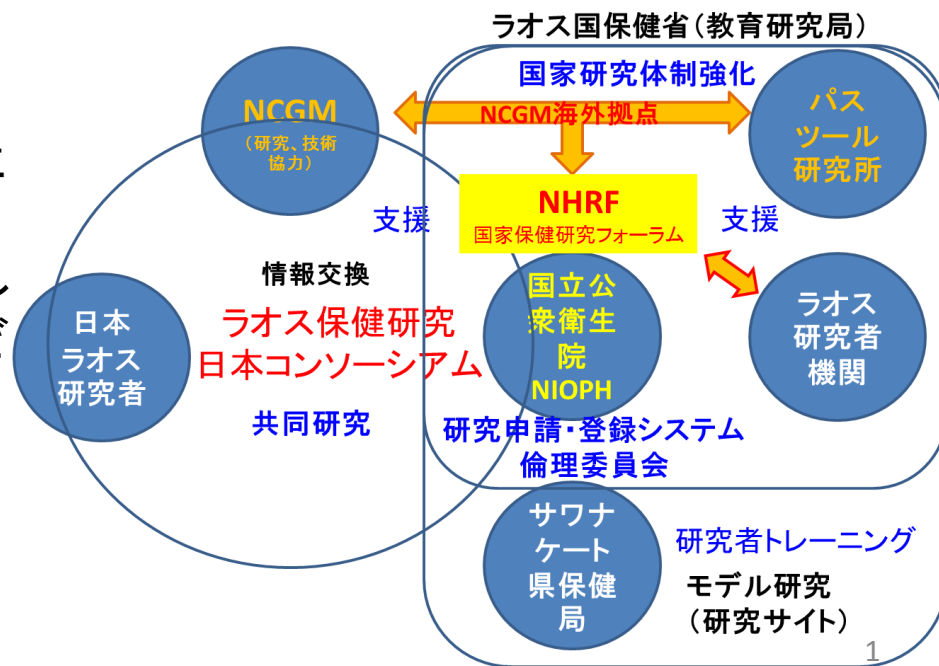 ラオス国保健省(教育研究局)
国家研究体制強化
NCGM
(研究、技術
協力)
NCGM海外拠点
パス
ツール
研究所
支援
NHRF
国家保健研究フォーラム
支援
情報交換
ラオス保健研究
日本コンソーシアム
共同研究
日本
ラオス
研究者
国立公
衆衛生
院
NIOPH
ラオス
研究者
機関
研究申請・登録システム
倫理委員会
サワナ
ケート
県保健
局
研究者トレーニング
モデル研究
(研究サイト)
1